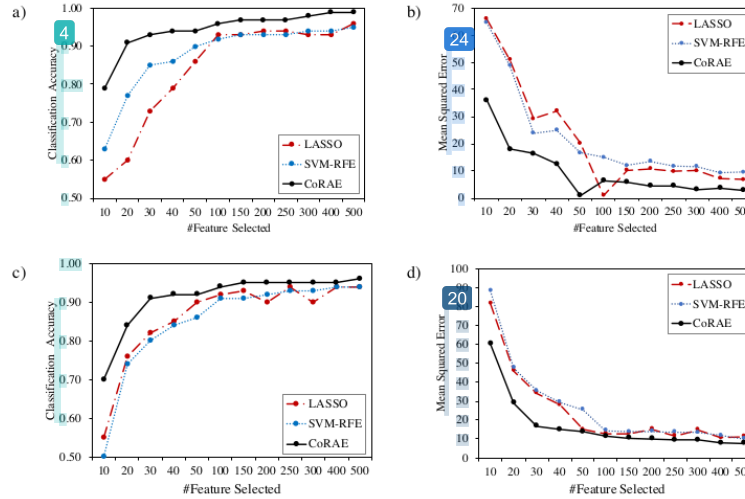 a)
4
Classification Accuracy
1.00
0.90
0.80
0.70
0.60
0.50
LASSO
SVM-RFE
CoRAE
10 20 30 40 50 100 150 200 250 300 400 500
#Feature Selected
b)
24
Mean Squared Error
70
60
50
40
30
20
10
0
LASSO
SVM-RFE
CoRAE
10 20 30 40 50 100 150 200 250 300 400 500
#Feature Selected
c)
Classification Accuracy
1.00
0.90
0.80
0.70
0.60
0.50
LASSO
SVM-RFE
CoRAE
10 20 30 40 50 100 150 200 250 300 400 500
#Feature Selected
d)
20
Mean Squared Error
100
90
80
70
60
50
40
30
20
10
0
LASSO
SVM-RFE
CoRAE
10 20 30 40 50 100 150 200 250 300 400 500
#Feature Selected